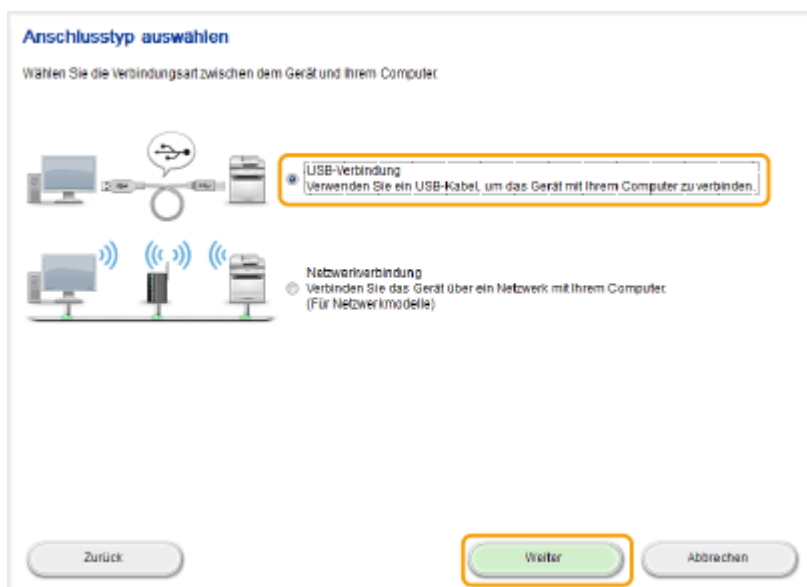 Anschlusstyp auswählen
Wählen Sie die Verbindungsart zwischen dem Gerät und Ihrem Computer.
USB-Verbindung
Verwenden Sie ein USB-Kabel, um das Gerät mit Ihrem Computer zu verbinden.
Netzwerkverbindung
Verbinden Sie das Gerät über ein Netzwerk mit Ihrem Computer.
(Für Netzwerkmodelle)
Zurück
Weiter
Abbrechen